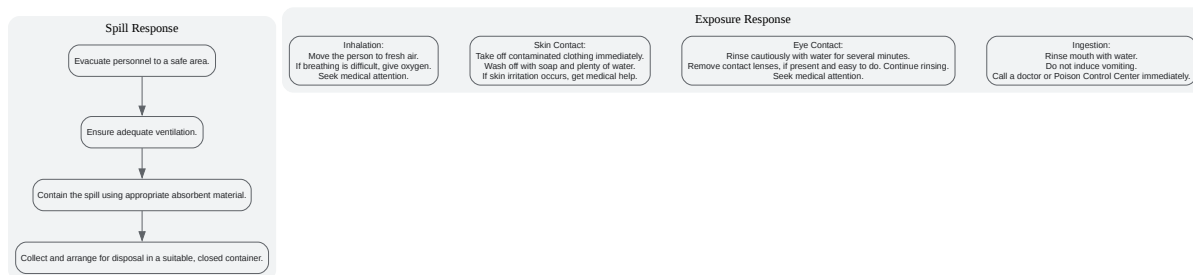 Spill Response
Evacuate personnel to a safe area.
Ensure adequate ventilation.
Contain the spill using appropriate absorbent material.
Collect and arrange for disposal in a suitable, closed container.
Exposure Response
Inhalation:
Move the person to fresh air.
If breathing is difficult, give oxygen.
Seek medical attention.
Skin Contact:
Take off contaminated clothing immediately.
Wash off with soap and plenty of water.
If skin irritation occurs, get medical help.
Eye Contact:
Rinse cautiously with water for several minutes.
Remove contact lenses, if present and easy to do. Continue rinsing.
Seek medical attention.
Ingestion:
Rinse mouth with water.
Do not induce vomiting.
Call a doctor or Poison Control Center immediately.